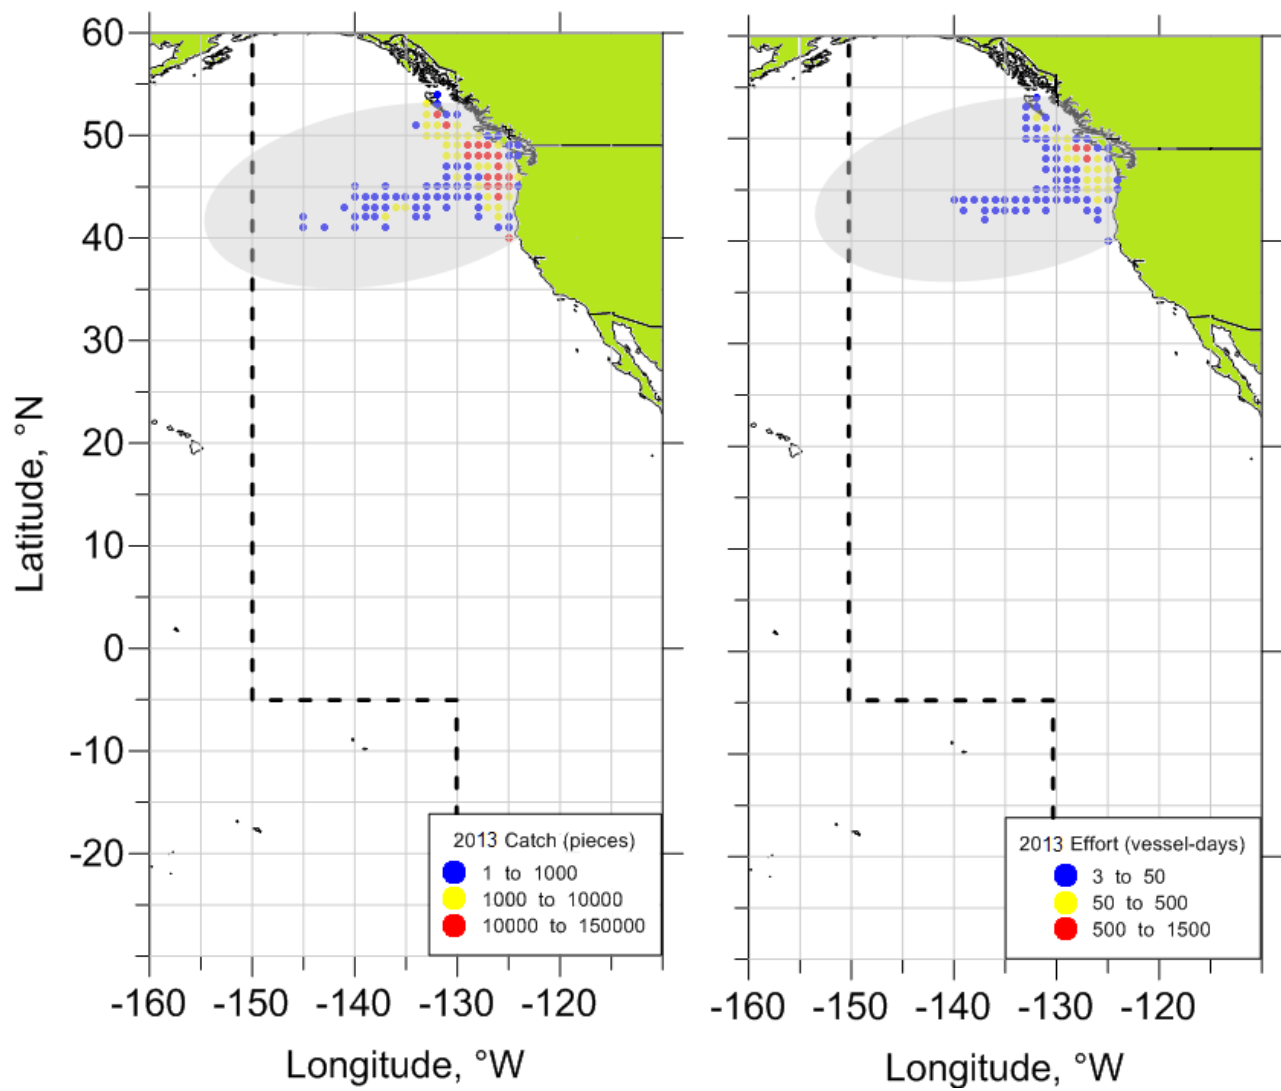 60
50
40
30
20
10
0
-10
-20
Latitude, °N
2013 Catch (pieces)
1 to 1000
1000 to 10000
10000 to 150000
-160 -150 -140 -130 -120
Longitude, °W
2013 Effort (vessel-days)
3 to 50
50 to 500
500 to 1500
-160 -150 -140 -130 -120
Longitude, °W